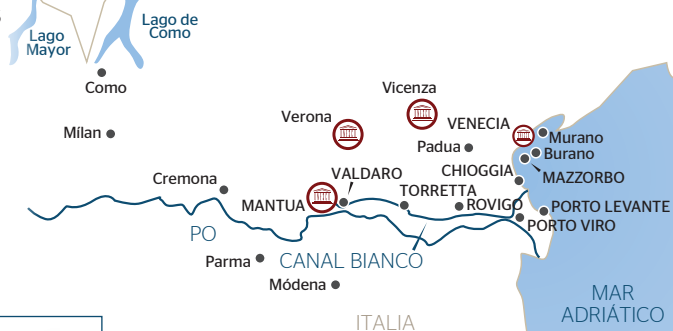 Lago
Mayor
Lago de
Como
Como
Mílan
Vicenza
Verona
VENECIA
Murano
Padua
Burano
CHIOGGIA
MAZZORBO
Cremona
VALDARO
TORRETTA
MANTUA
ROVIGO
PORTO LEVANTE
PO
PORTO VIRO
Parma
CANAL BIANCO
Módena
MAR
ADRIÁTICO
ITALIA